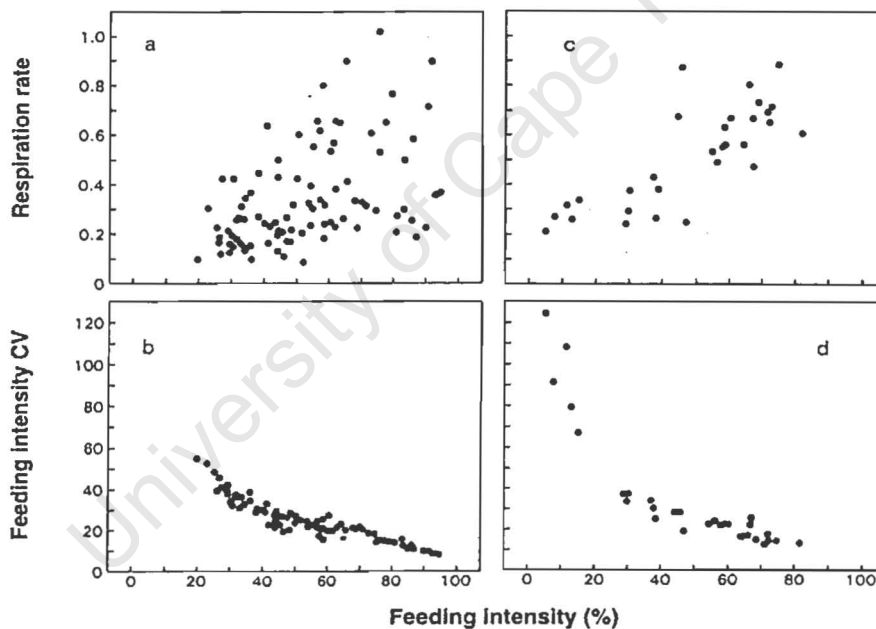 a
c
Respiration rate
1.0
0.8
0.6
0.4
0.2
0
b
d
Feeding intensity CV
120
100
80
60
40
20
0
0 20 40 60 80 100
0 20 40 60 80 100
Feeding intensity (%)
University of Cape